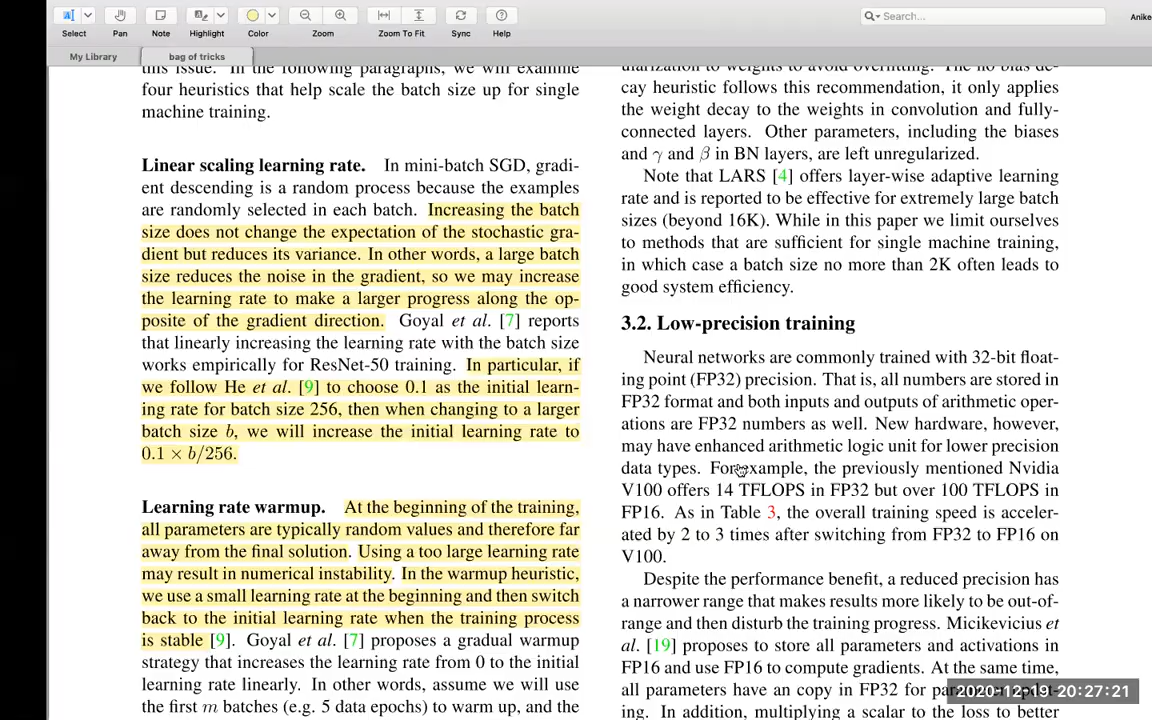 Select
Pan
Note
Highlight
Color
Zoom
Zoom To Fit
Sync
Help
Search...
Anike
My Library
bag of tricks
this issue. In the following paragraphs, we will examine
four heuristics that help scale the batch size up for single
machine training.
Linear scaling learning rate. In mini-batch SGD, gradi-
ent descending is a random process because the examples
are randomly selected in each batch. Increasing the batch
size does not change the expectation of the stochastic gra-
dient but reduces its variance. In other words, a large batch
size reduces the noise in the gradient, so we may increase
the learning rate to make a larger progress along the op-
posite of the gradient direction. Goyal et al. [7] reports
that linearly increasing the learning rate with the batch size
works empirically for ResNet-50 training. In particular, if
we follow He et al. [9] to choose 0.1 as the initial learn-
ing rate for batch size 256, then when changing to a larger
batch size b, we will increase the initial learning rate to
0.1 × b/256.
Learning rate warmup. At the beginning of the training,
all parameters are typically random values and therefore far
away from the final solution. Using a too large learning rate
may result in numerical instability. In the warmup heuristic,
we use a small learning rate at the beginning and then switch
back to the initial learning rate when the training process
is stable [9]. Goyal et al. [7] proposes a gradual warmup
strategy that increases the learning rate from 0 to the initial
learning rate linearly. In other words, assume we will use
the first m batches (e.g. 5 data epochs) to warm up, and the
ularization to weights to avoid overfitting. The no bias de-
cay heuristic follows this recommendation, it only applies
the weight decay to the weights in convolution and fully-
connected layers. Other parameters, including the biases
and γ and β in BN layers, are left unregularized.
Note that LARS [4] offers layer-wise adaptive learning
rate and is reported to be effective for extremely large batch
sizes (beyond 16K). While in this paper we limit ourselves
to methods that are sufficient for single machine training,
in which case a batch size no more than 2K often leads to
good system efficiency.
3.2. Low-precision training
Neural networks are commonly trained with 32-bit float-
ing point (FP32) precision. That is, all numbers are stored in
FP32 format and both inputs and outputs of arithmetic oper-
ations are FP32 numbers as well. New hardware, however,
may have enhanced arithmetic logic unit for lower precision
data types. For example, the previously mentioned Nvidia
V100 offers 14 TFLOPS in FP32 but over 100 TFLOPS in
FP16. As in Table 3, the overall training speed is acceler-
ated by 2 to 3 times after switching from FP32 to FP16 on
V100.
Despite the performance benefit, a reduced precision has
a narrower range that makes results more likely to be out-of-
range and then disturb the training progress. Micikevicius et
al. [19] proposes to store all parameters and activations in
FP16 and use FP16 to compute gradients. At the same time,
all parameters have an copy in FP32 for
ing. In addition, multiplying a scalar to the loss to better
2020-12-19 20:27:21